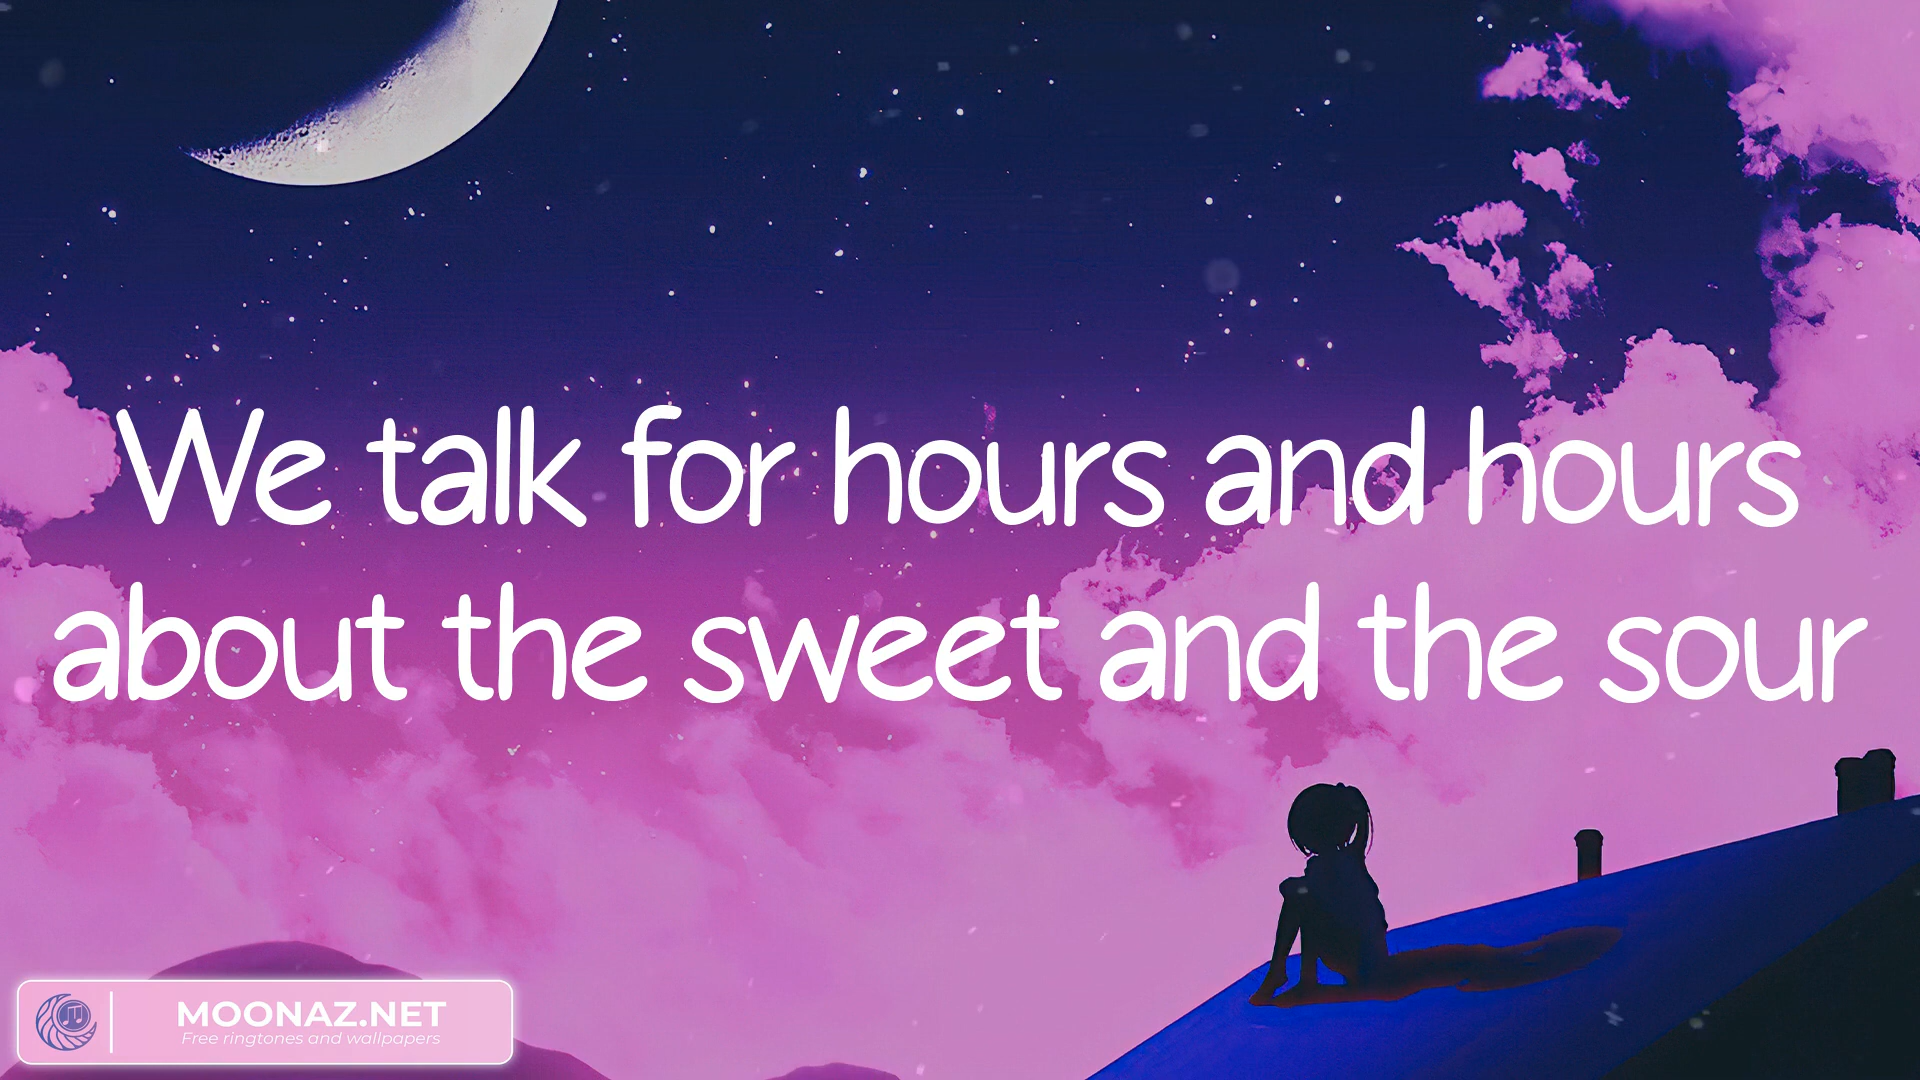 We talk for hours and hours
about the sweet and the sour
MOONAZ.NET
Free ringtones and wallpapers